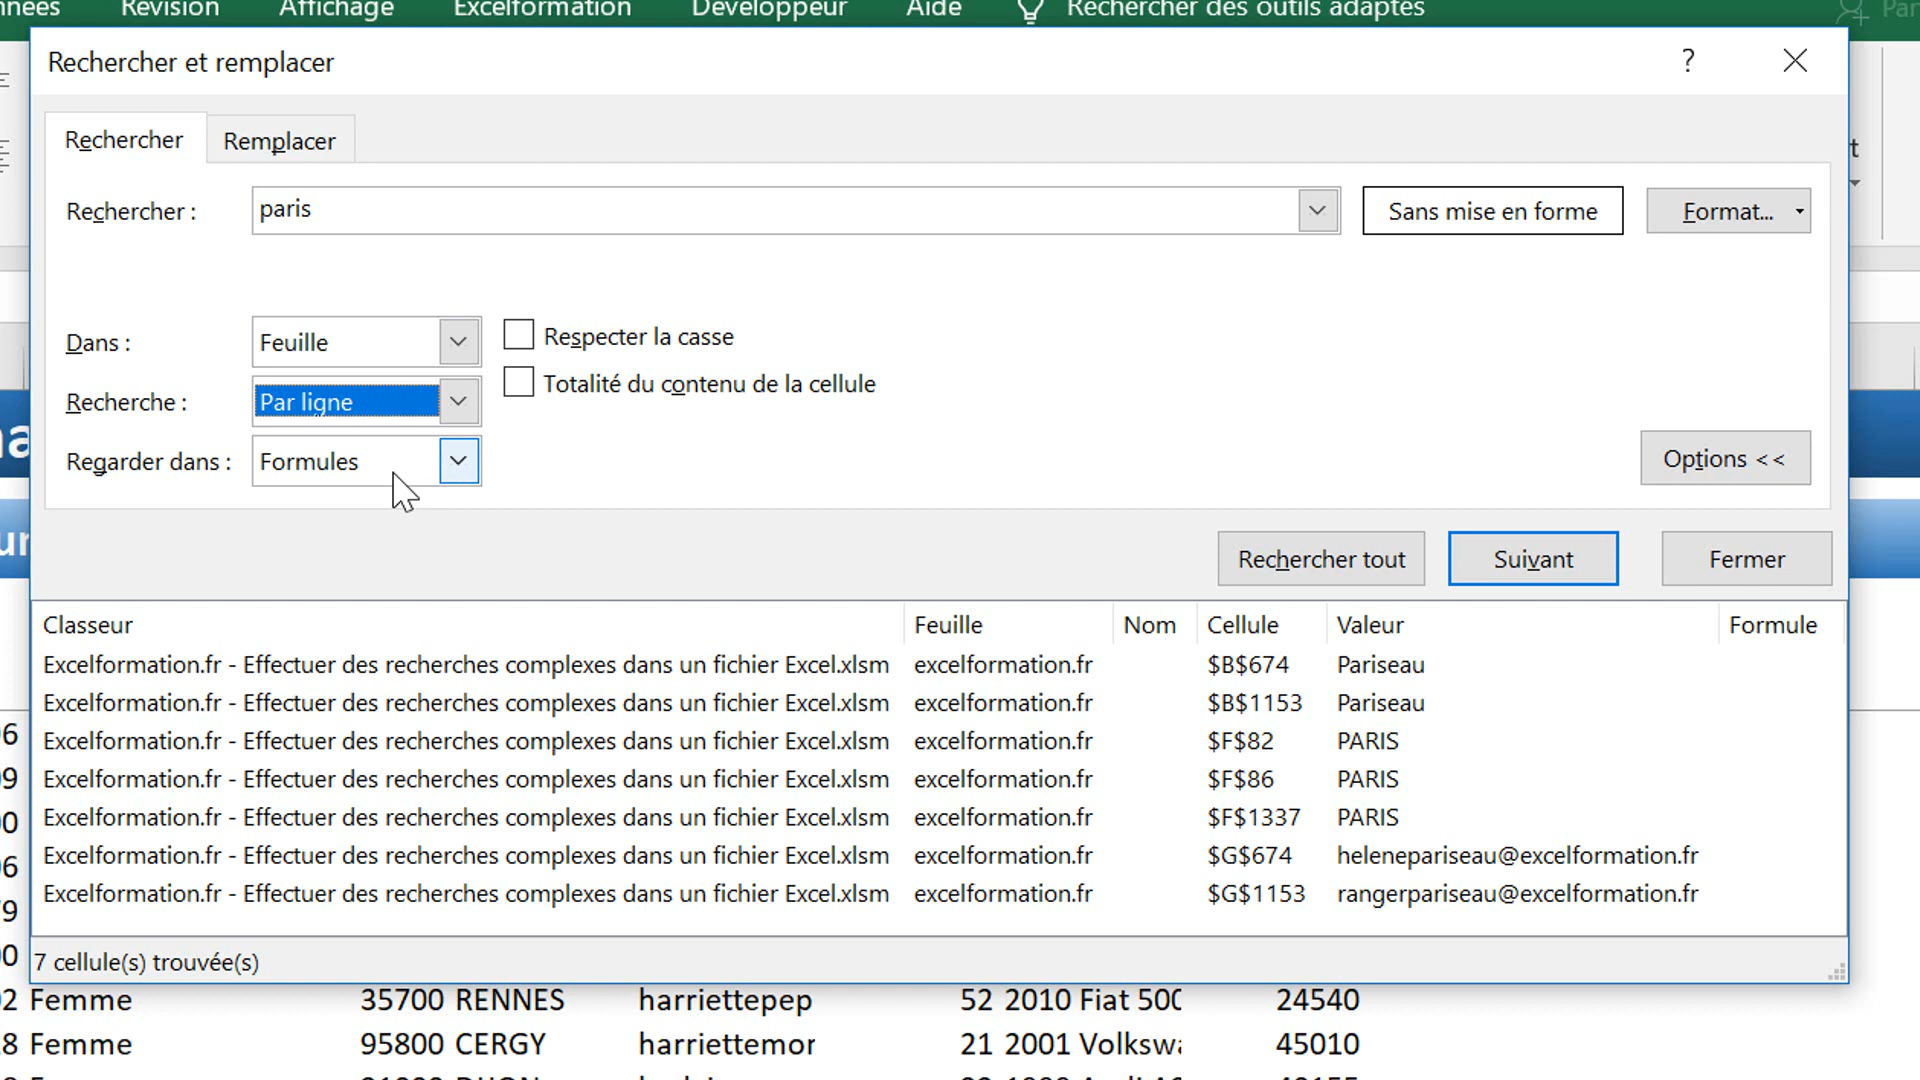 Révision Affichage Excelformation Développeur Aide Rechercher des outils adaptés
Rechercher et remplacer ?
Rechercher Remplacer
Rechercher : paris Sans mise en forme Format...
Dans : Feuille Respecter la casse
Totalité du contenu de la cellule
Recherche : Par ligne
Regarder dans : Formules Options <<
Rechercher tout Suivant Fermer
Classeur Feuille Nom Cellule Valeur Formule
Excelformation.fr - Effectuer des recherches complexes dans un fichier Excel.xlsm excelformation.fr $B$674 Pariseau
Excelformation.fr - Effectuer des recherches complexes dans un fichier Excel.xlsm excelformation.fr $B$1153 Pariseau
Excelformation.fr - Effectuer des recherches complexes dans un fichier Excel.xlsm excelformation.fr $F$82 PARIS
Excelformation.fr - Effectuer des recherches complexes dans un fichier Excel.xlsm excelformation.fr $F$86 PARIS
Excelformation.fr - Effectuer des recherches complexes dans un fichier Excel.xlsm excelformation.fr $F$1337 PARIS
Excelformation.fr - Effectuer des recherches complexes dans un fichier Excel.xlsm excelformation.fr $G$674 helenepariseau@excelformation.fr
Excelformation.fr - Effectuer des recherches complexes dans un fichier Excel.xlsm excelformation.fr $G$1153 rangerpariseau@excelformation.fr
7 cellule(s) trouvée(s)
Femme 35700 RENNES harriettepep 52 2010 Fiat 500 24540
Femme 95800 CERGY harriettemor 21 2001 Volkswa 45010